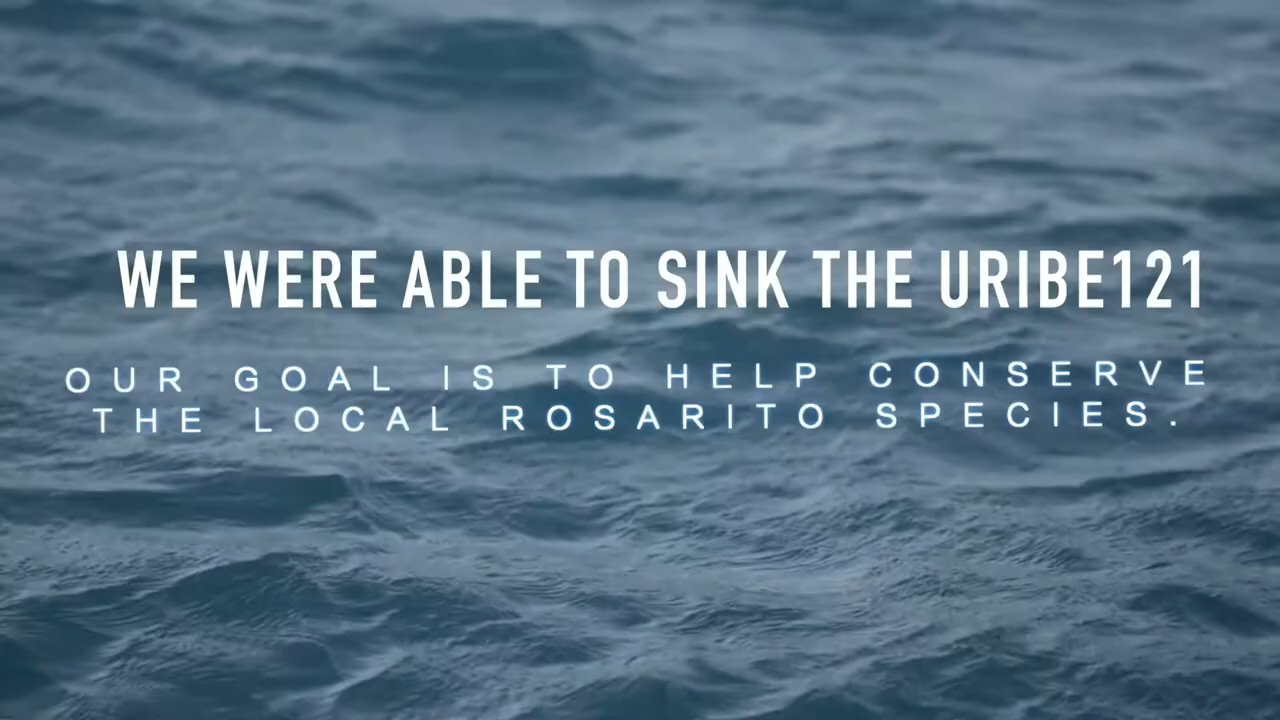 WE WERE ABLE TO SINK THE URIBE121
OUR GOAL IS TO HELP CONSERVE
THE LOCAL ROSARITO SPECIES.